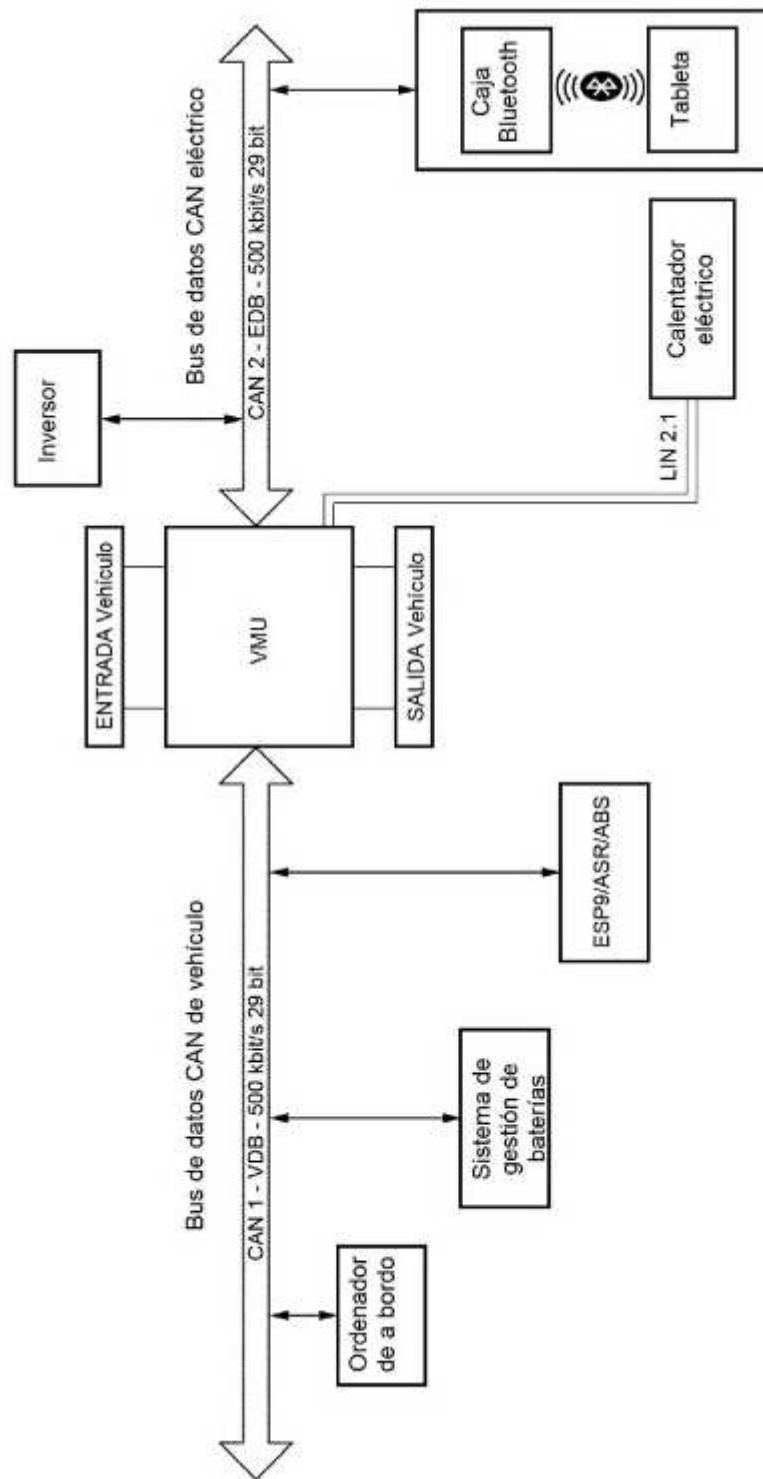 Bus de datos CAN de vehículo
CAN 1 - VDB - 500 kbit/s 29 bit
Ordenador
de a bordo
Sistema de
gestión de
baterías
ESP9/ASR/ABS
ENTRADA Vehículo
VMU
SALIDA Vehículo
Inversor
Bus de datos CAN eléctrico
CAN 2 - EDB - 500 kbit/s 29 bit
LIN 2.1
Calentador
eléctrico
Caja
Bluetooth
Tableta